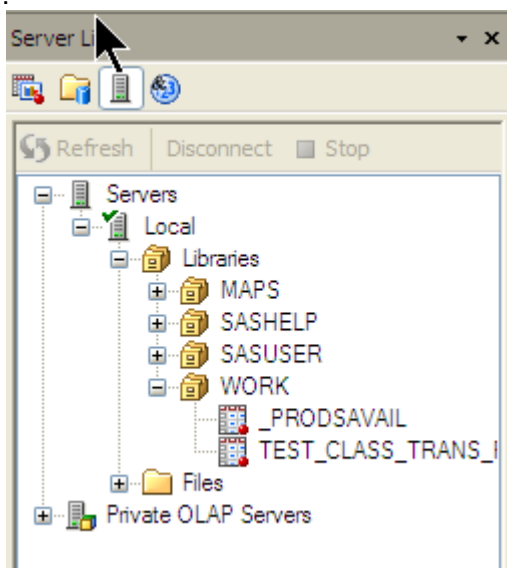 Server Li
Refresh Disconnect Stop
Servers
Local
Libraries
MAPS
SASHELP
SASUSER
WORK
_PRODSAVAIL
TEST_CLASS_TRANS_
Files
Private OLAP Servers